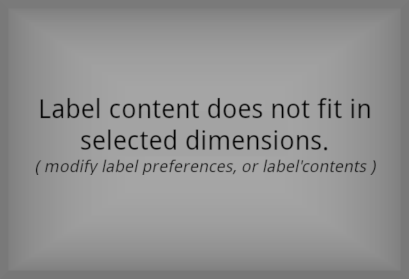 Label content does not fit in
selected dimensions.
( modify label preferences, or label'contents )